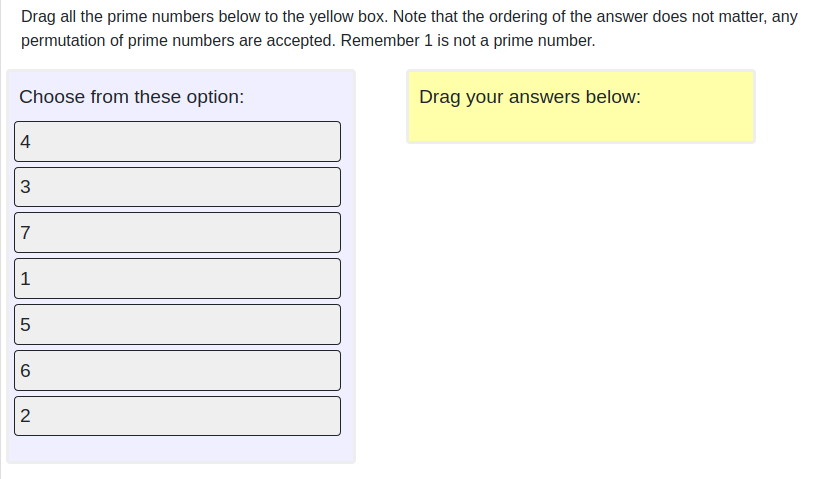 Drag all the prime numbers below to the yellow box. Note that the ordering of the answer does not matter, any
permutation of prime numbers are accepted. Remember 1 is not a prime number.
Choose from these option:
4
3
7
1
5
6
2
Drag your answers below: